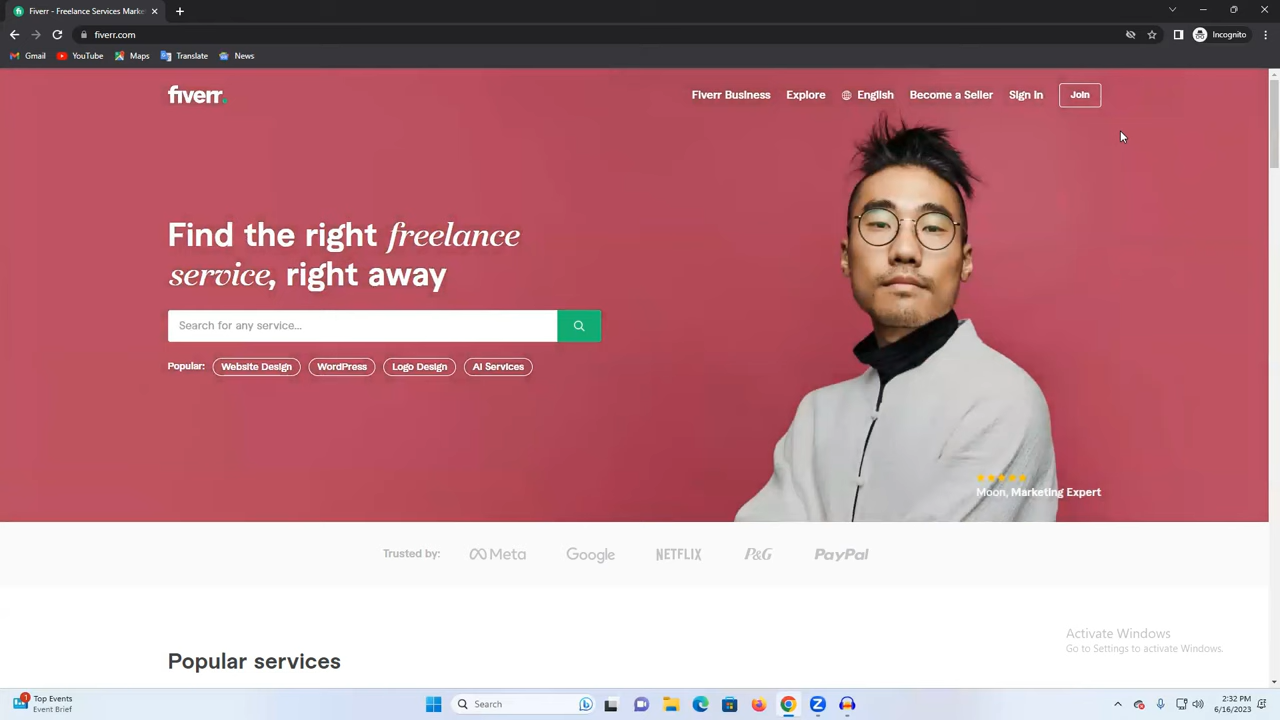 Fiverr - Freelance Services Mark
fiverr.com
Incognito
Gmail
YouTube
Maps
Translate
News
fiverr.
Fiverr Business
Explore
English
Become a Seller
Sign In
Join
Find the right freelance
service, right away
Search for any service...
Popular:
Website Design
WordPress
Logo Design
AI Services
Moon, Marketing Expert
Trusted by:
Meta
Google
NETFLIX
P&G
PayPal
Activate Windows
Go to Settings to activate Windows.
Popular services
1
Top Events
Event Brief
Search
2:32 PM
6/16/2023